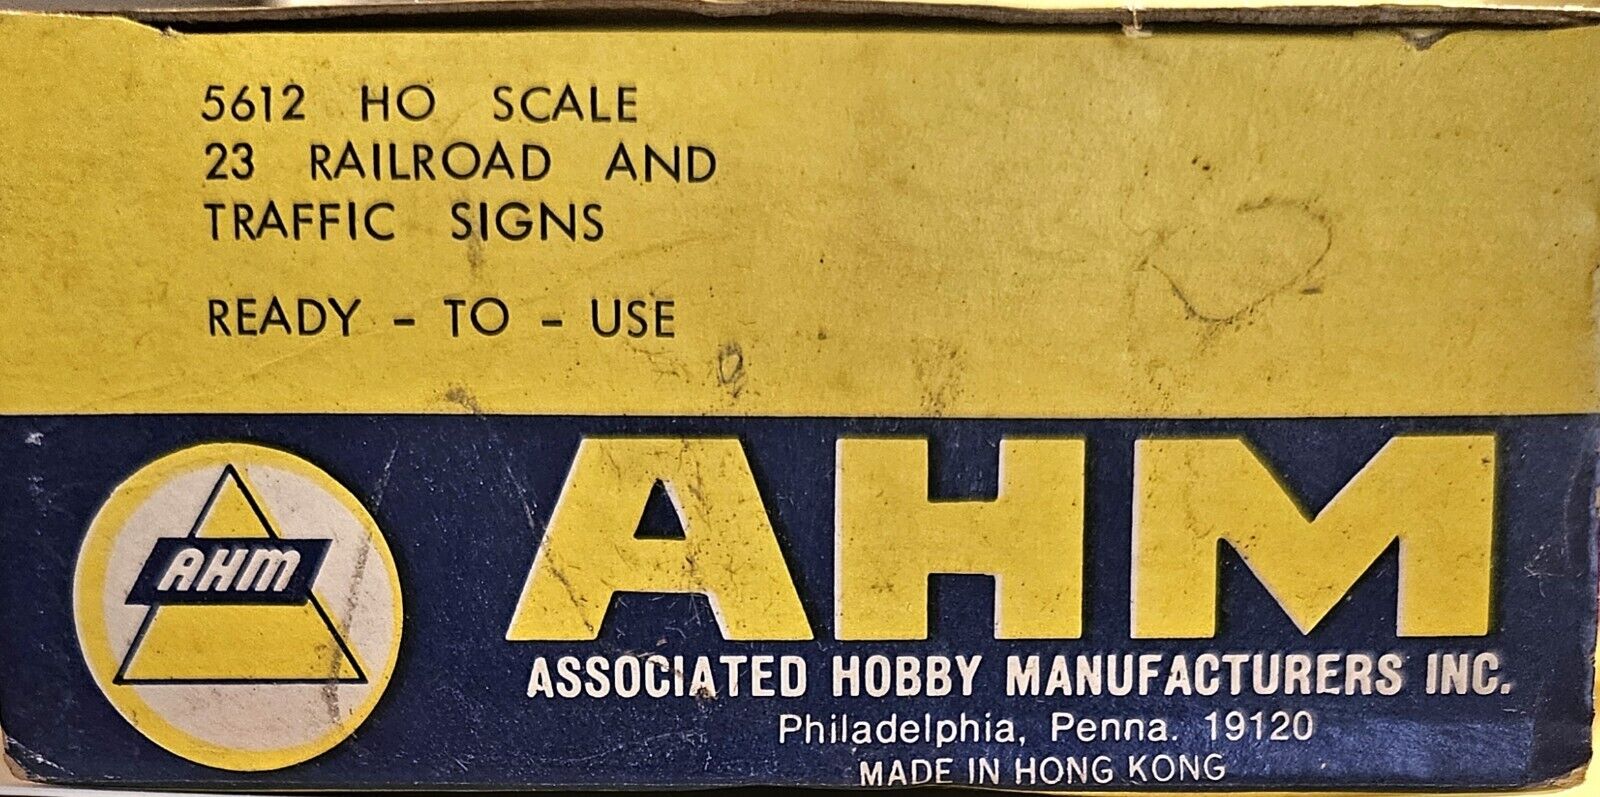 5612 HO SCALE
23 RAILROAD AND
TRAFFIC SIGNS
READY - TO - USE
AHM
AHM
ASSOCIATED HOBBY MANUFACTURERS INC.
Philadelphia, Penna. 19120
MADE IN HONG KONG